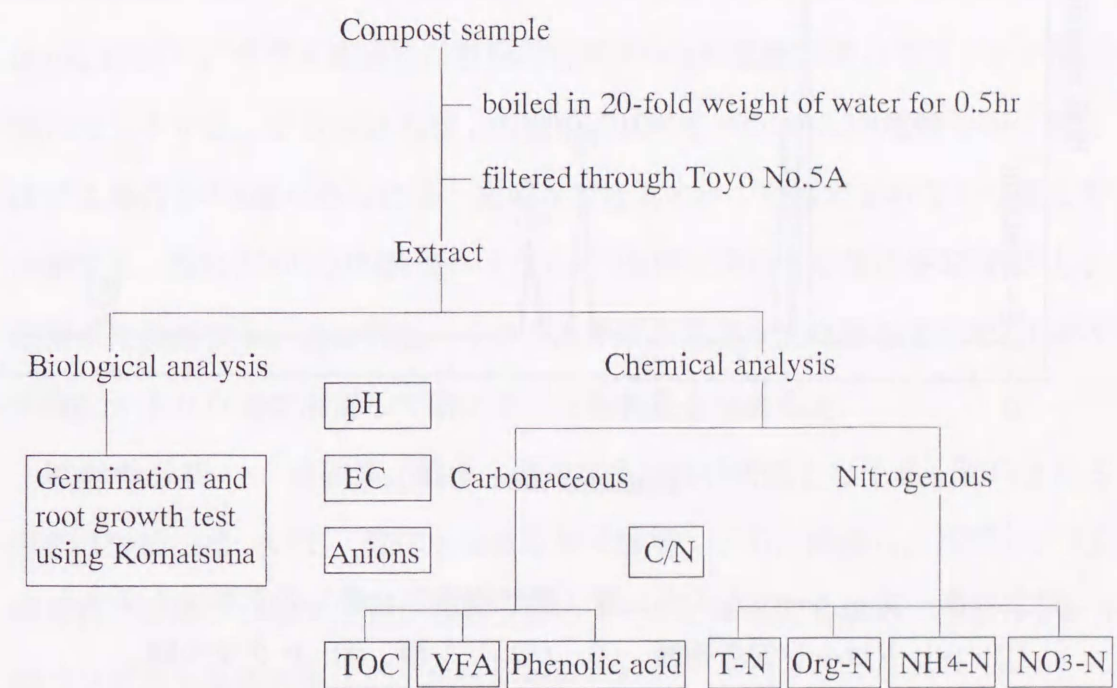 Compost sample
boiled in 20-fold weight of water for 0.5hr
filtered through Toyo No.5A
Extract
Biological analysis
Chemical analysis
pH
Germination and
root growth test
using Komatsuna
EC
Carbonaceous
Nitrogenous
Anions
C/N
TOC
VFA
Phenolic acid
T-N
Org-N
NH4-N
NO3-N